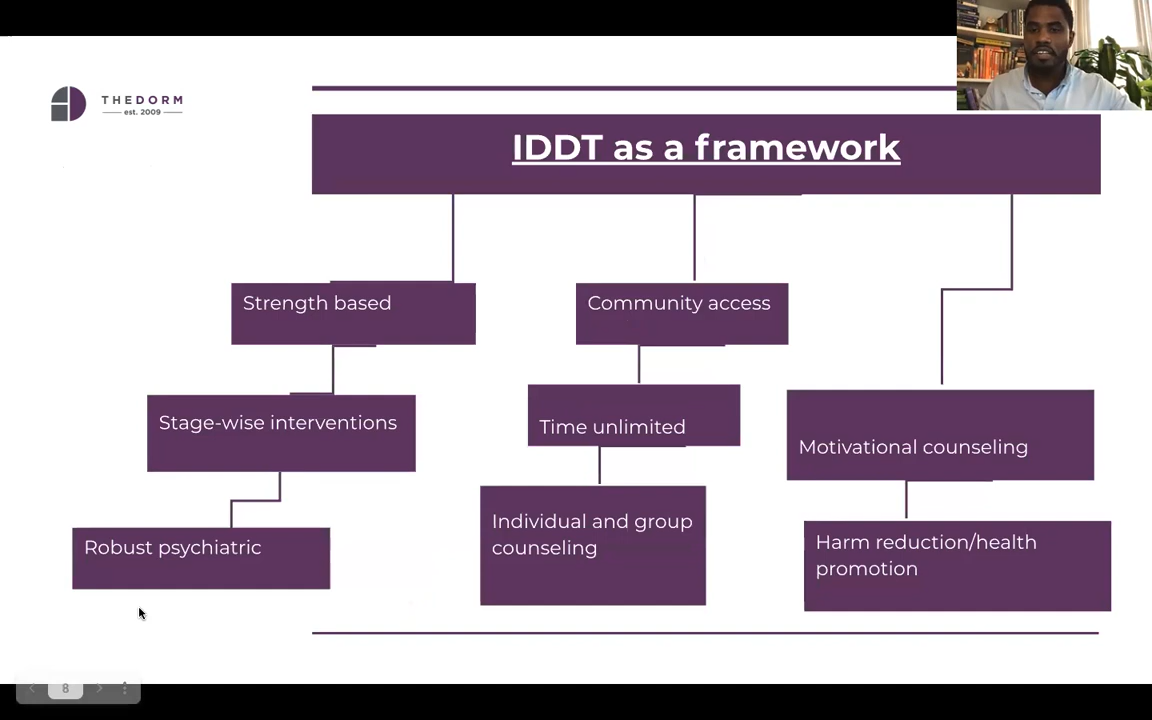 THEDORM
est. 2009
IDDT as a framework
Strength based
Community access
Stage-wise interventions
Time unlimited
Motivational counseling
Robust psychiatric
Individual and group
counseling
Harm reduction/health
promotion
8